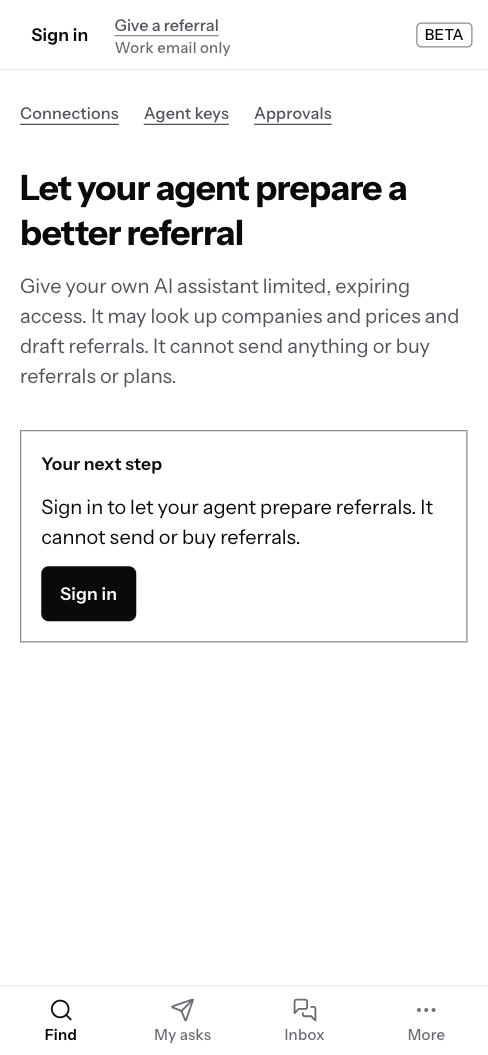 Sign in
Give a referral
Work email only
BETA
Connections
Agent keys
Approvals
Let your agent prepare a
better referral
Give your own AI assistant limited, expiring
access. It may look up companies and prices and
draft referrals. It cannot send anything or buy
referrals or plans.
Your next step
Sign in to let your agent prepare referrals. It
cannot send or buy referrals.
Sign in
Find
My asks
Inbox
More